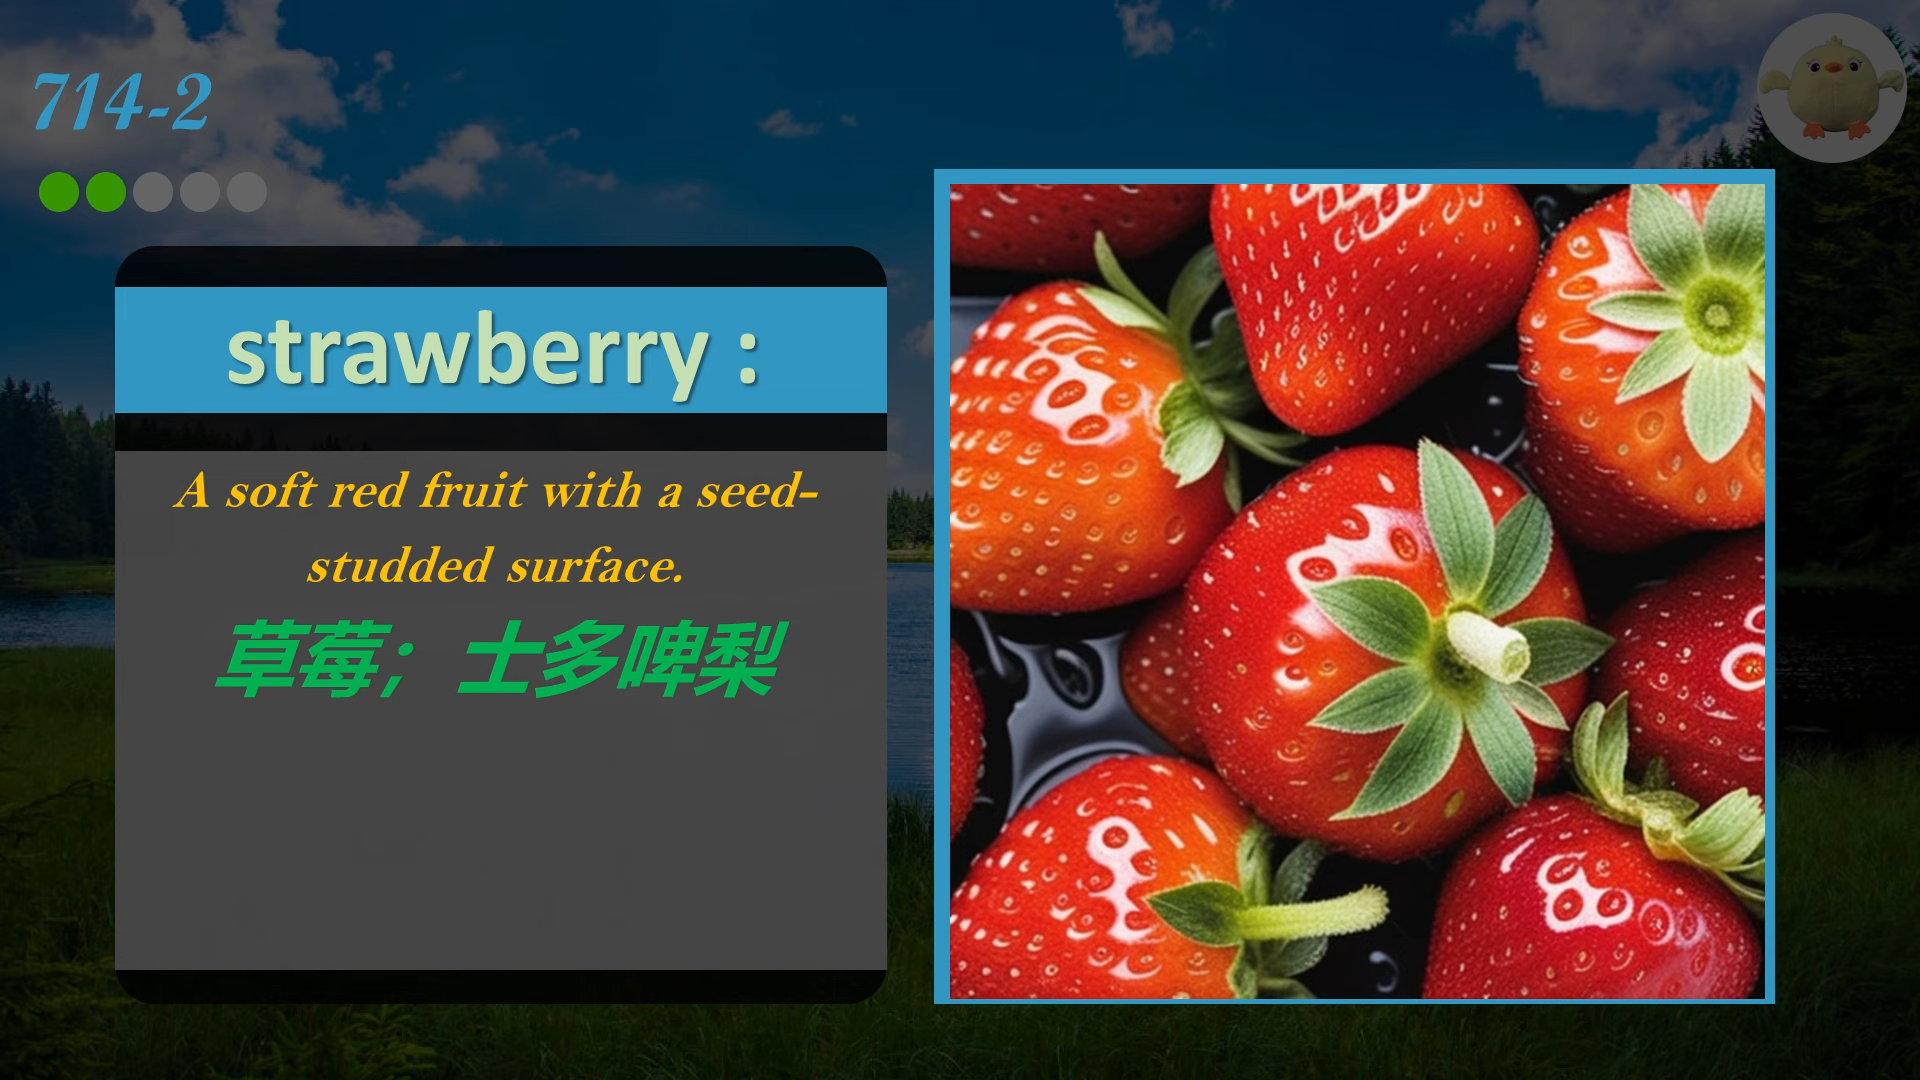 714-2
strawberry :
A soft red fruit with a seed-
studded surface.
草莓；士多啤梨